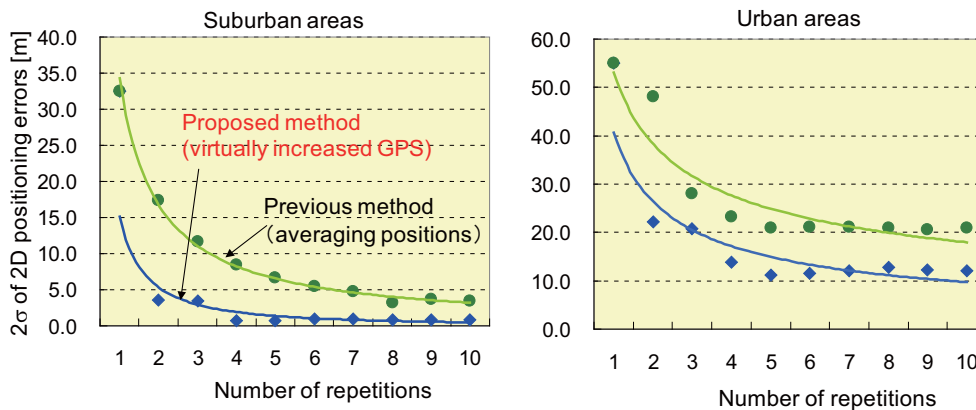 Suburban areas
2σ of 2D positioning errors [m]
40.0
35.0
30.0
25.0
20.0
15.0
10.0
5.0
0.0
Proposed method
(virtually increased GPS)
Previous method
（averaging positions）
1 2 3 4 5 6 7 8 9 10
Number of repetitions
Urban areas
60.0
50.0
40.0
30.0
20.0
10.0
0.0
1 2 3 4 5 6 7 8 9 10
Number of repetitions